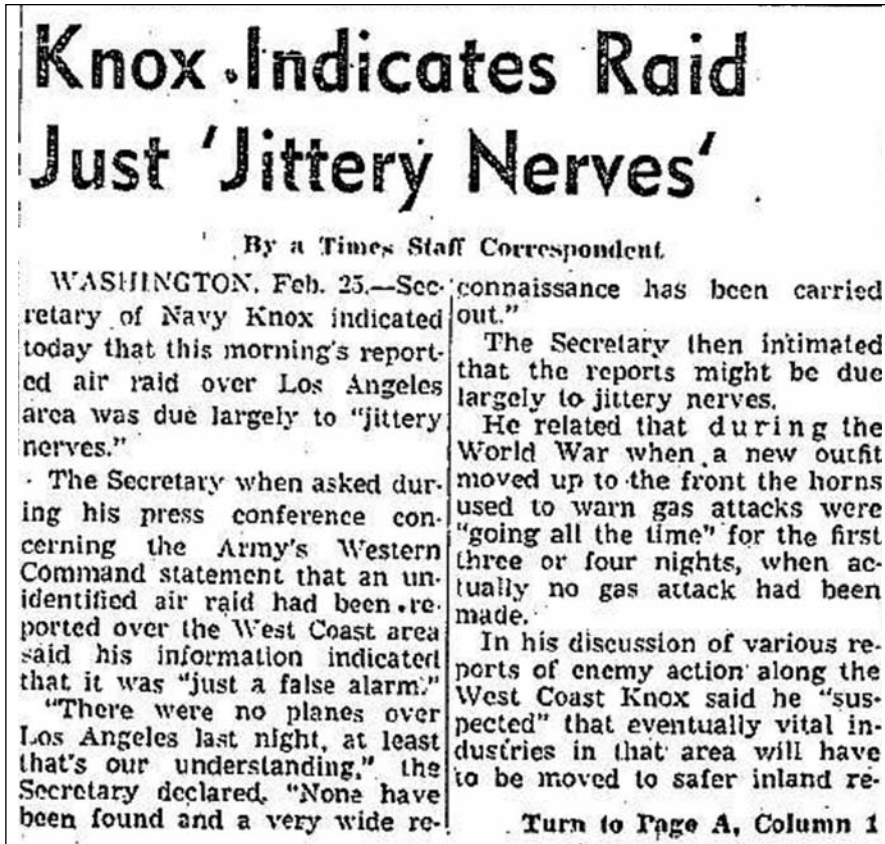 Knox Indicates Raid
Just 'Jittery Nerves'
By a Times Staff Correspondent
WASHINGTON, Feb. 25.—Sec-
retary of Navy Knox indicated
today that this morning's report-
ed air raid over Los Angeles
area was due largely to "jittery
nerves."
The Secretary when asked dur-
ing his press conference con-
cerning the Army's Western
Command statement that an un-
identified air raid had been re-
ported over the West Coast area
said his information indicated
that it was "just a false alarm."
"There were no planes over
Los Angeles last night, at least
that's our understanding," the
Secretary declared. "None have
been found and a very wide re-
connaissance has been carried
out."
The Secretary then intimated
that the reports might be due
largely to jittery nerves.
He related that during the
World War when a new outfit
moved up to the front the horns
used to warn gas attacks were
"going all the time" for the first
three or four nights, when ac-
tually no gas attack had been
made.
In his discussion of various re-
ports of enemy action along the
West Coast Knox said he "sus-
pected" that eventually vital in-
dustries in that area will have
to be moved to safer inland re-
Turn to Page A, Column 1